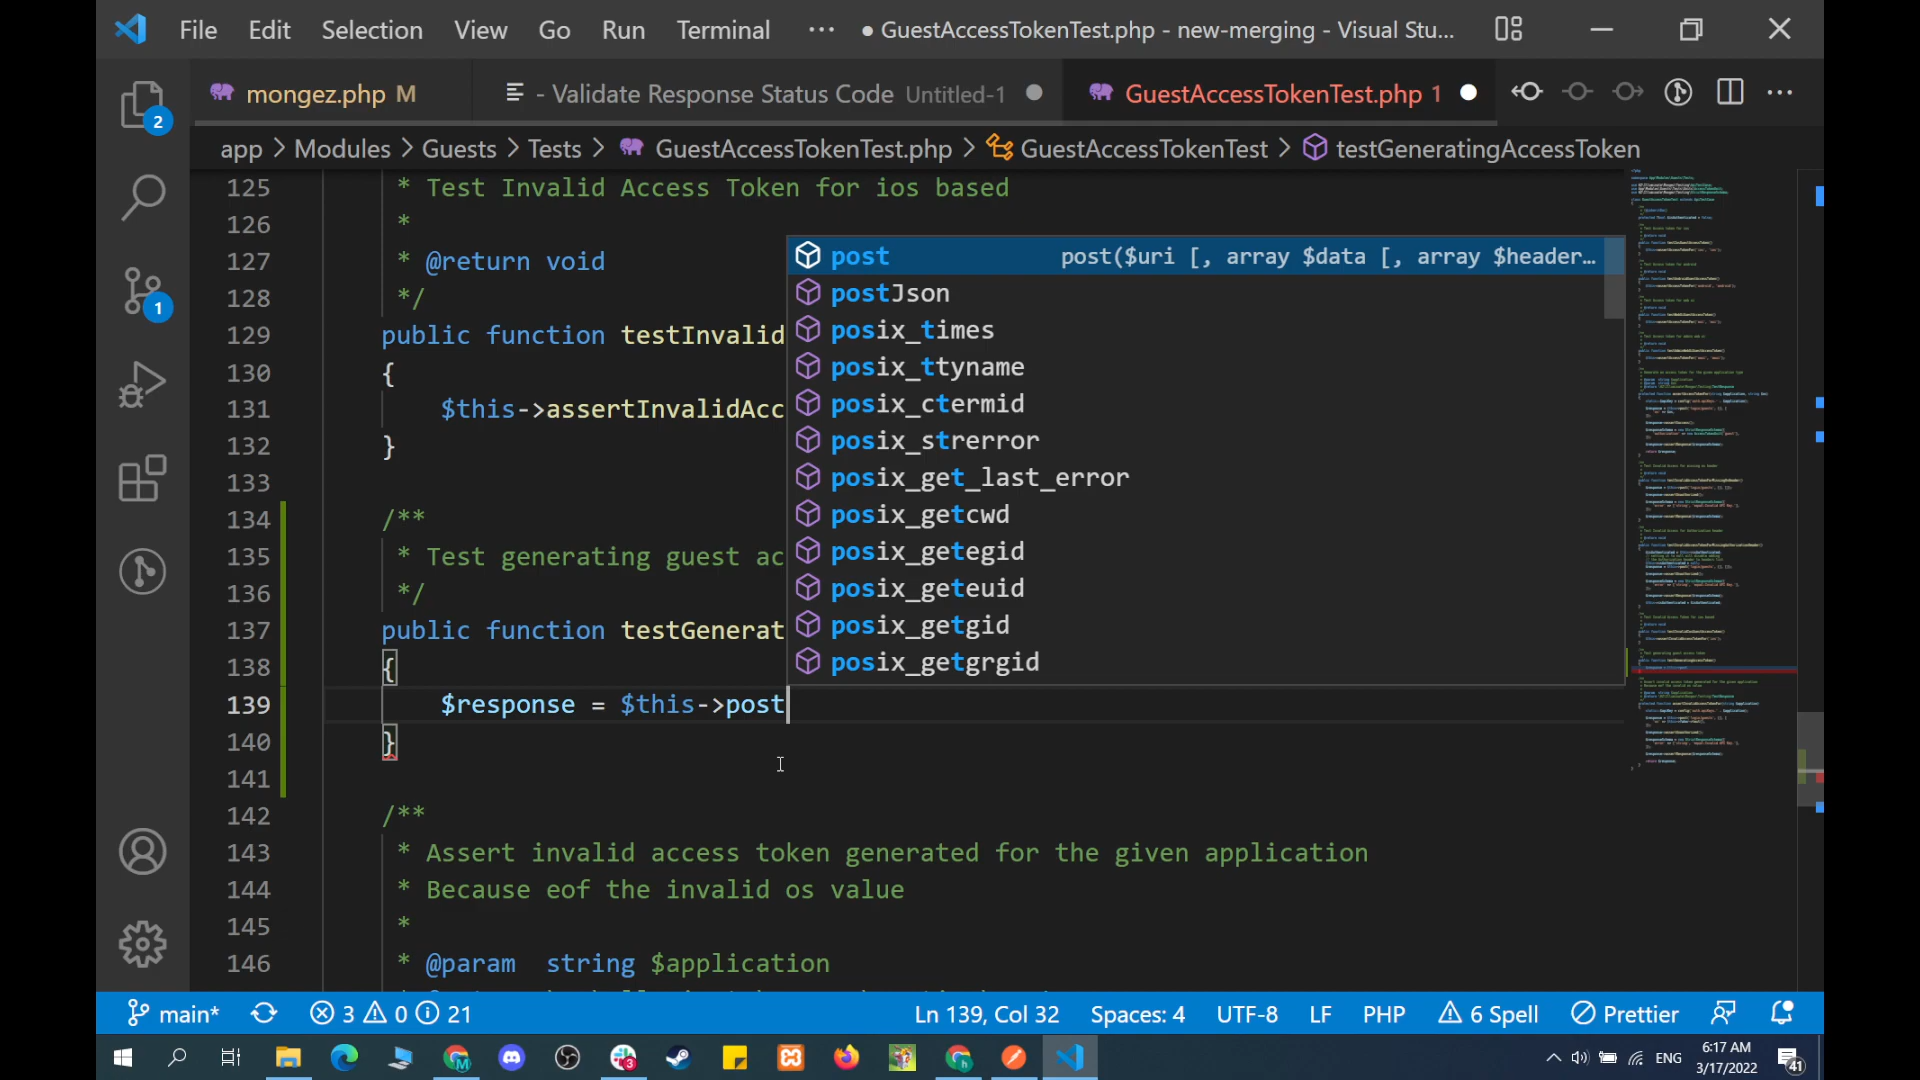 File Edit Selection View Go Run Terminal ··· ● GuestAccessTokenTest.php - new-merging - Visual Stu...
mongez.php M - Validate Response Status Code Untitled-1 ● GuestAccessTokenTest.php 1 ●
app > Modules > Guests > Tests > GuestAccessTokenTest.php > GuestAccessTokenTest > testGeneratingAccessToken
125 * Test Invalid Access Token for ios based
126 *
127 * @return void
128 */
129 public function testInvalid
130 {
131 $this->assertInvalidAcc
132 }
133
134 /**
135 * Test generating guest ac
136 */
137 public function testGenerat
138 {
139 $response = $this->post
140 }
141
142 /**
143 * Assert invalid access token generated for the given application
144 * Because eof the invalid os value
145 *
146 * @param string $application
post post($uri [, array $data [, array $header...
postJson
posix_times
posix_ttyname
posix_ctermid
posix_strerror
posix_get_last_error
posix_getcwd
posix_getegid
posix_geteuid
posix_getgid
posix_getgrgid
2
1
main* 3 0 21 Ln 139, Col 32 Spaces: 4 UTF-8 LF PHP 6 Spell Prettier
ENG 6:17 AM
3/17/2022 41